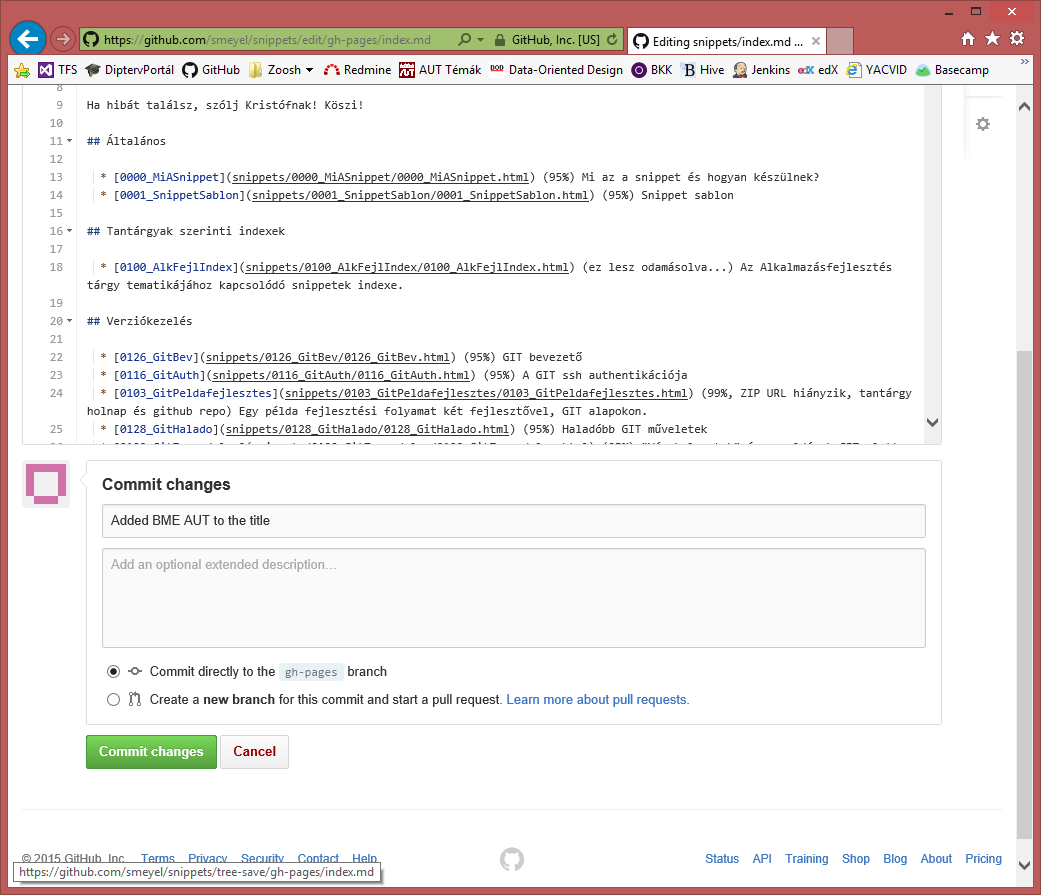 https://github.com/smeyel/snippets/edit/gh-pages/index.md
GitHub, Inc. [US]
Editing snippets/index.md ...
TFS
DiptervPortál
GitHub
Zoosh
Redmine
AUT Témák
Data-Oriented Design
BKK
Hive
Jenkins
edX
YACVID
Basecamp
8
9 Ha hibát találsz, szólj Kristófnak! Köszi!
10
11 ## Általános
12
13 * [0000_MiASnippet](snippets/0000_MiASnippet/0000_MiASnippet.html) (95%) Mi az a snippet és hogyan készülnek?
14 * [0001_SnippetSablon](snippets/0001_SnippetSablon/0001_SnippetSablon.html) (95%) Snippet sablon
15
16 ## Tantárgyak szerinti indexek
17
18 * [0100_AlkFejlIndex](snippets/0100_AlkFejlIndex/0100_AlkFejlIndex.html) (ez lesz odamásolva...) Az Alkalmazásfejlesztés
tárgy tematikájához kapcsolódó snippetek indexe.
19
20 ## Verziókezelés
21
22 * [0126_GitBev](snippets/0126_GitBev/0126_GitBev.html) (95%) GIT bevezető
23 * [0116_GitAuth](snippets/0116_GitAuth/0116_GitAuth.html) (95%) A GIT ssh authentikációja
24 * [0103_GitPeldafejlesztes](snippets/0103_GitPeldafejlesztes/0103_GitPeldafejlesztes.html) (99%, ZIP URL hiányzik, tantárgy
holnap és github repo) Egy példa fejlesztési folyamat két fejlesztővel, GIT alapokon.
25 * [0128_GitHalado](snippets/0128_GitHalado/0128_GitHalado.html) (95%) Haladóbb GIT műveletek
Commit changes
Added BME AUT to the title
Add an optional extended description...
Commit directly to the gh-pages branch
Create a new branch for this commit and start a pull request. Learn more about pull requests.
Commit changes
Cancel
© 2015 GitHub, Inc.
Terms
Privacy
Security
Contact
Help
Status
API
Training
Shop
Blog
About
Pricing
https://github.com/smeyel/snippets/tree-save/gh-pages/index.md